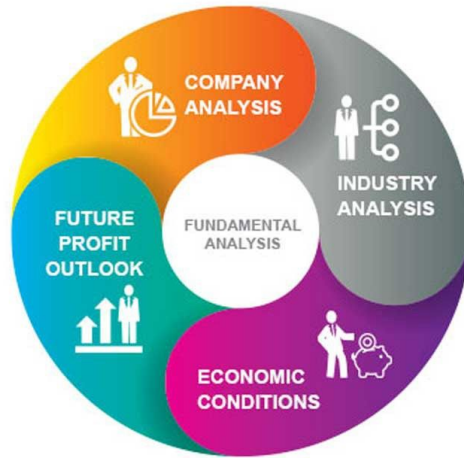 COMPANY
ANALYSIS
INDUSTRY
ANALYSIS
FUNDAMENTAL
ANALYSIS
FUTURE
PROFIT
OUTLOOK
ECONOMIC
CONDITIONS